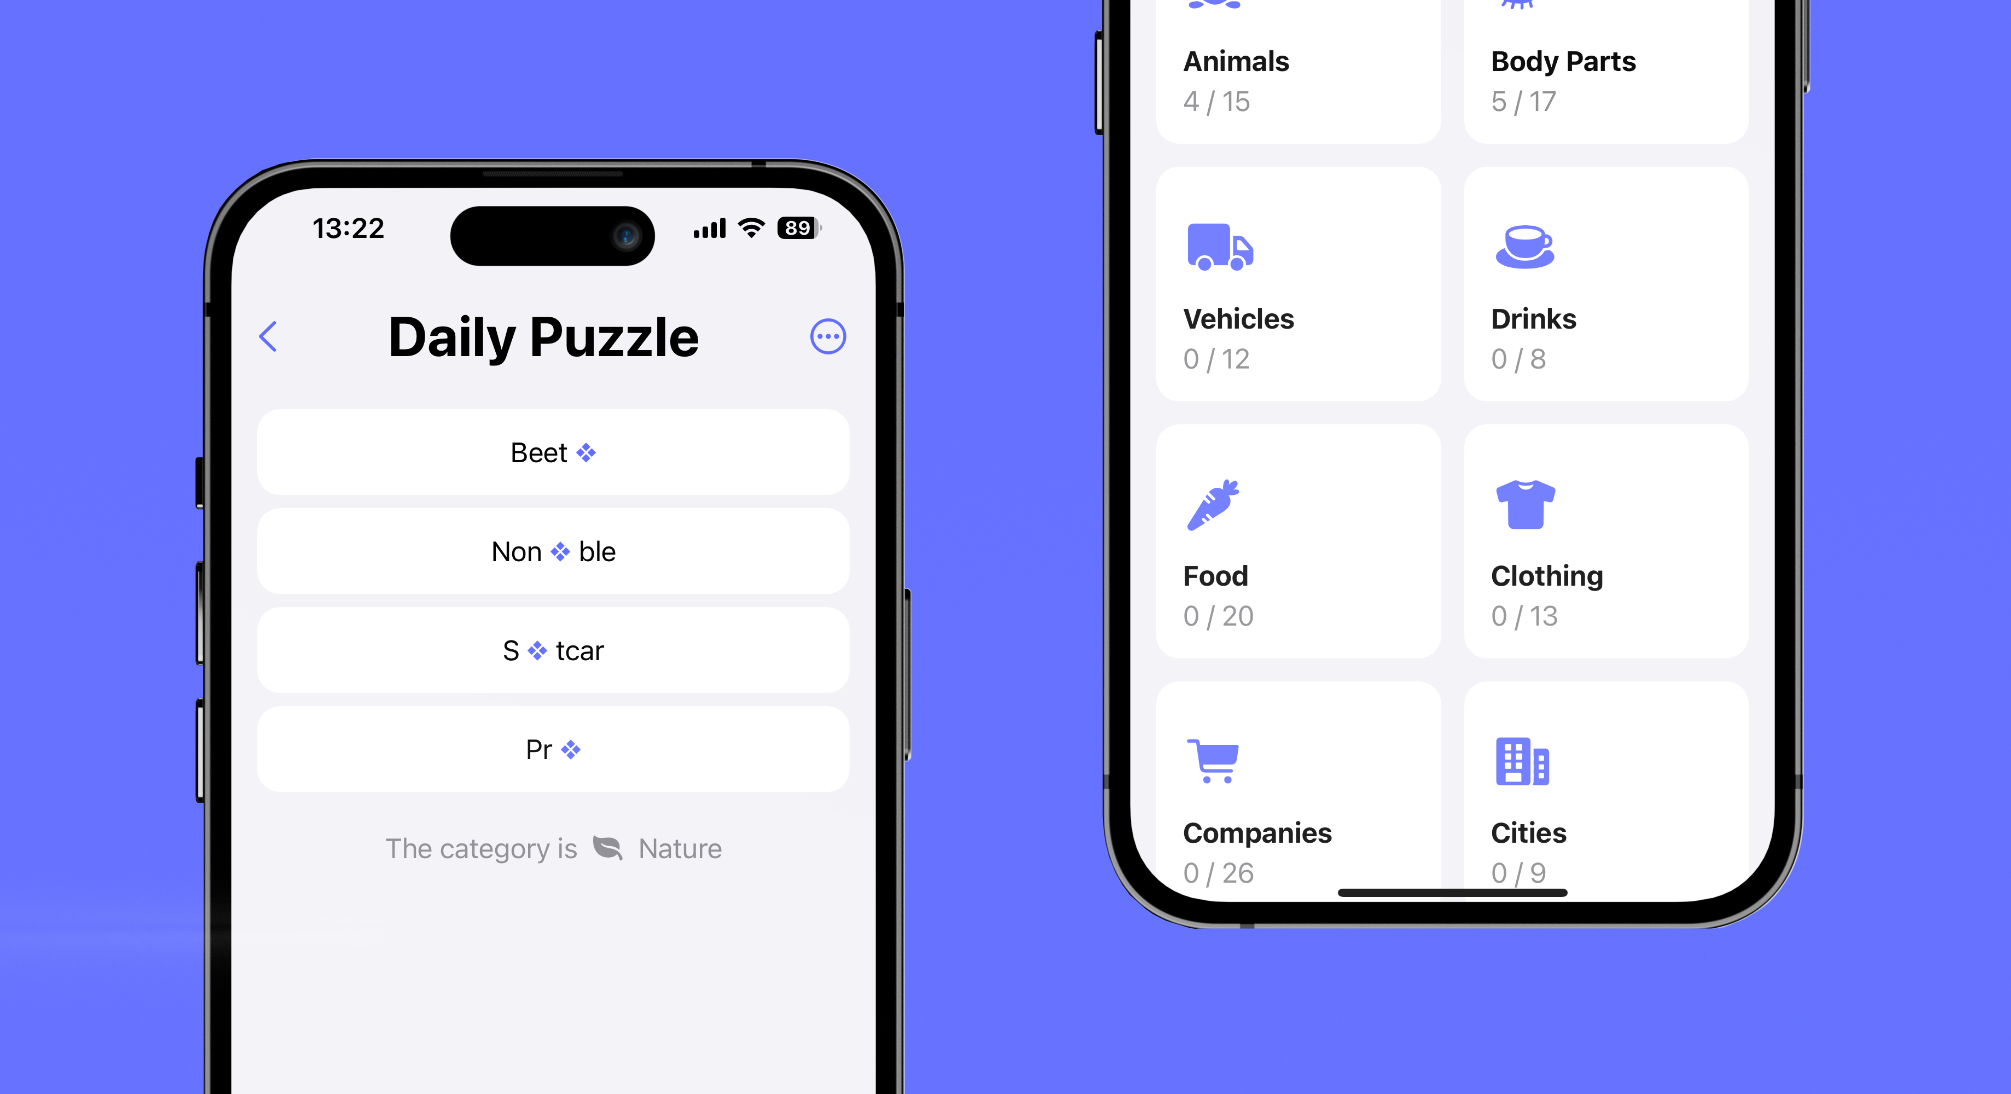 13:22
89
Daily Puzzle
Beet
Non ble
S tcar
Pr
The category is Nature
Animals
4 / 15
Body Parts
5 / 17
Vehicles
0 / 12
Drinks
0 / 8
Food
0 / 20
Clothing
0 / 13
Companies
0 / 26
Cities
0 / 9